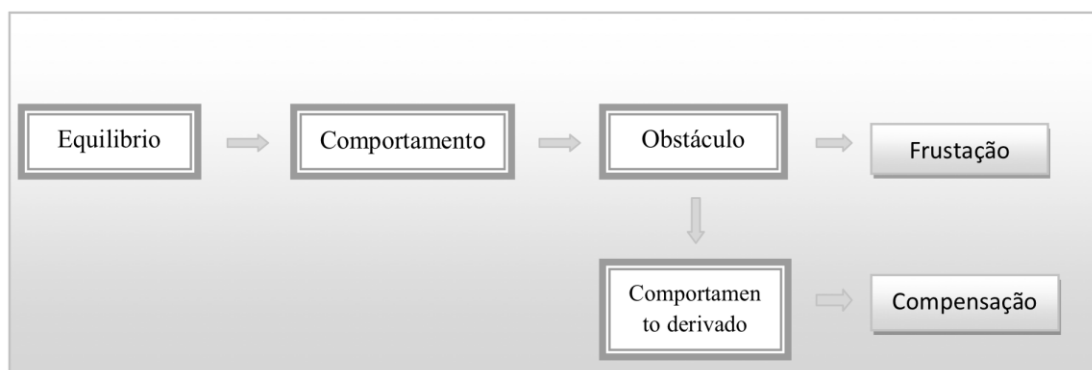 Equilibrio
Comportamento
Obstáculo
Frustação
Comportamen
to derivado
Compensação